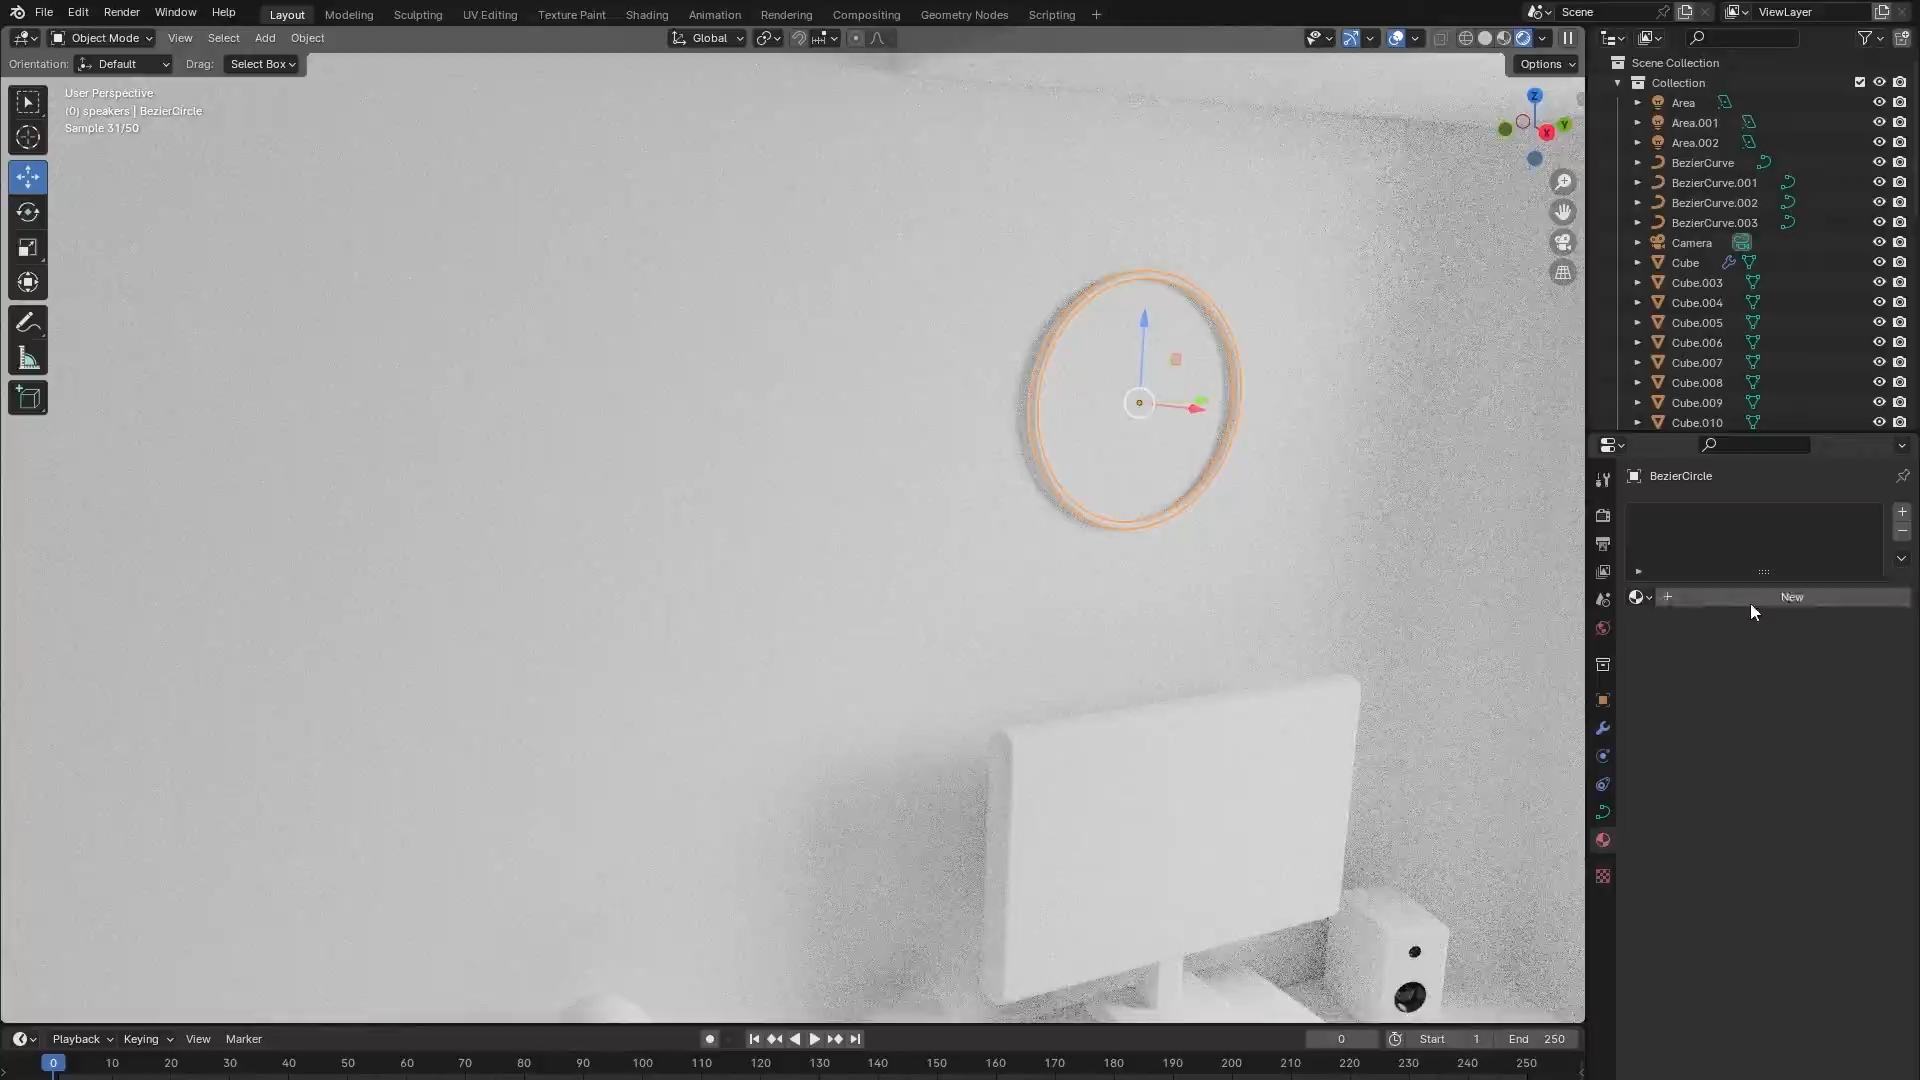 File Edit Render Window Help Layout Modeling Sculpting UV Editing Texture Paint Shading Animation Rendering Compositing Geometry Nodes Scripting + Scene ViewLayer
Object Mode View Select Add Object Global
Orientation: Default Drag: Select Box Options
User Perspective
(0) speakers | BezierCircle
Sample 31/50
Z
Y
X
Scene Collection
Collection
Area
Area.001
Area.002
BezierCurve
BezierCurve.001
BezierCurve.002
BezierCurve.003
Camera
Cube
Cube.003
Cube.004
Cube.005
Cube.006
Cube.007
Cube.008
Cube.009
Cube.010
BezierCircle
New
Playback Keying View Marker 0 Start 1 End 250
0 10 20 30 40 50 60 70 80 90 100 110 120 130 140 150 160 170 180 190 200 210 220 230 240 250